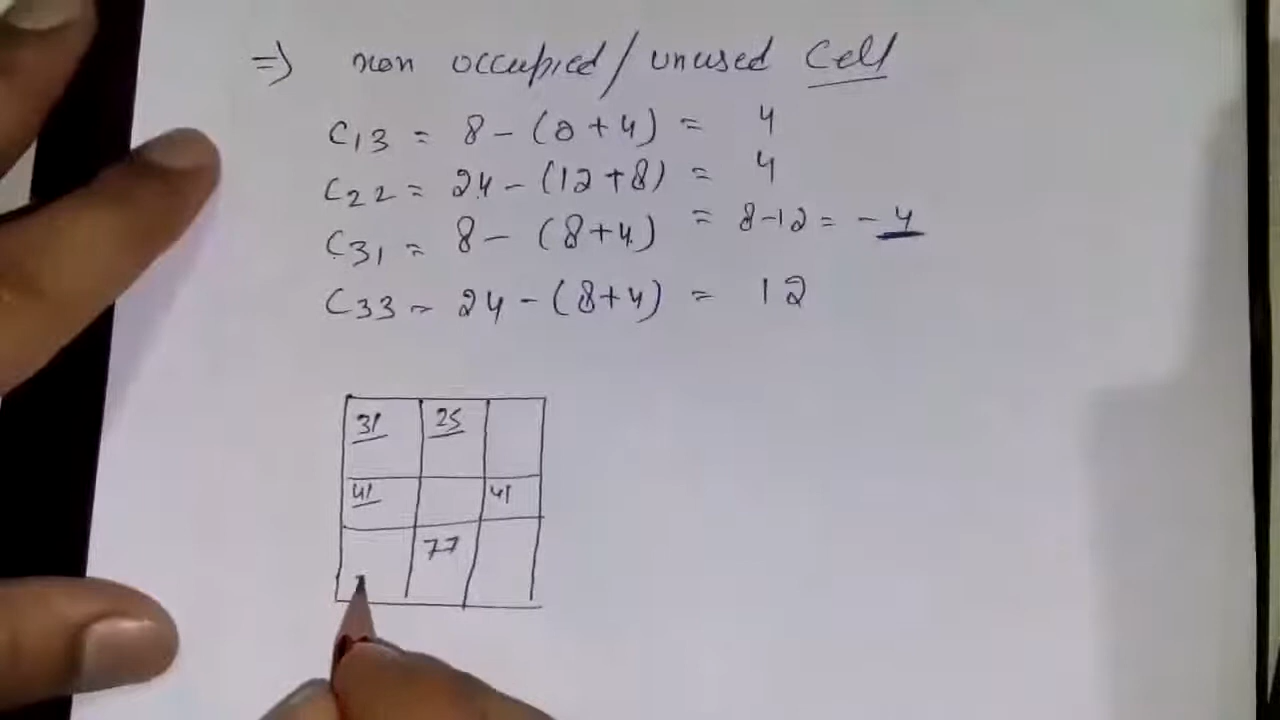 =) non occupied/unused Cell
C13 = 8 - (0+4) = 4
C22 = 24 - (12+8) = 4
C31 = 8 - (8+4) = 8-12 = -4
C33 = 24 - (8+4) = 12
31 25
41 41
77